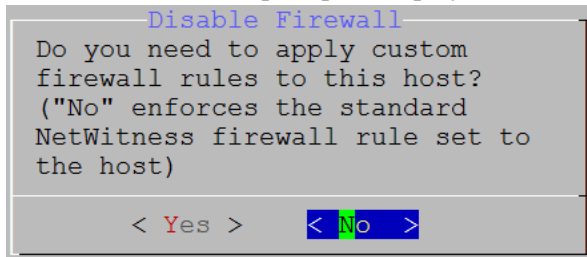 Disable Firewall
Do you need to apply custom
firewall rules to this host?
("No" enforces the standard
NetWitness firewall rule set to
the host)
< Yes > < No >